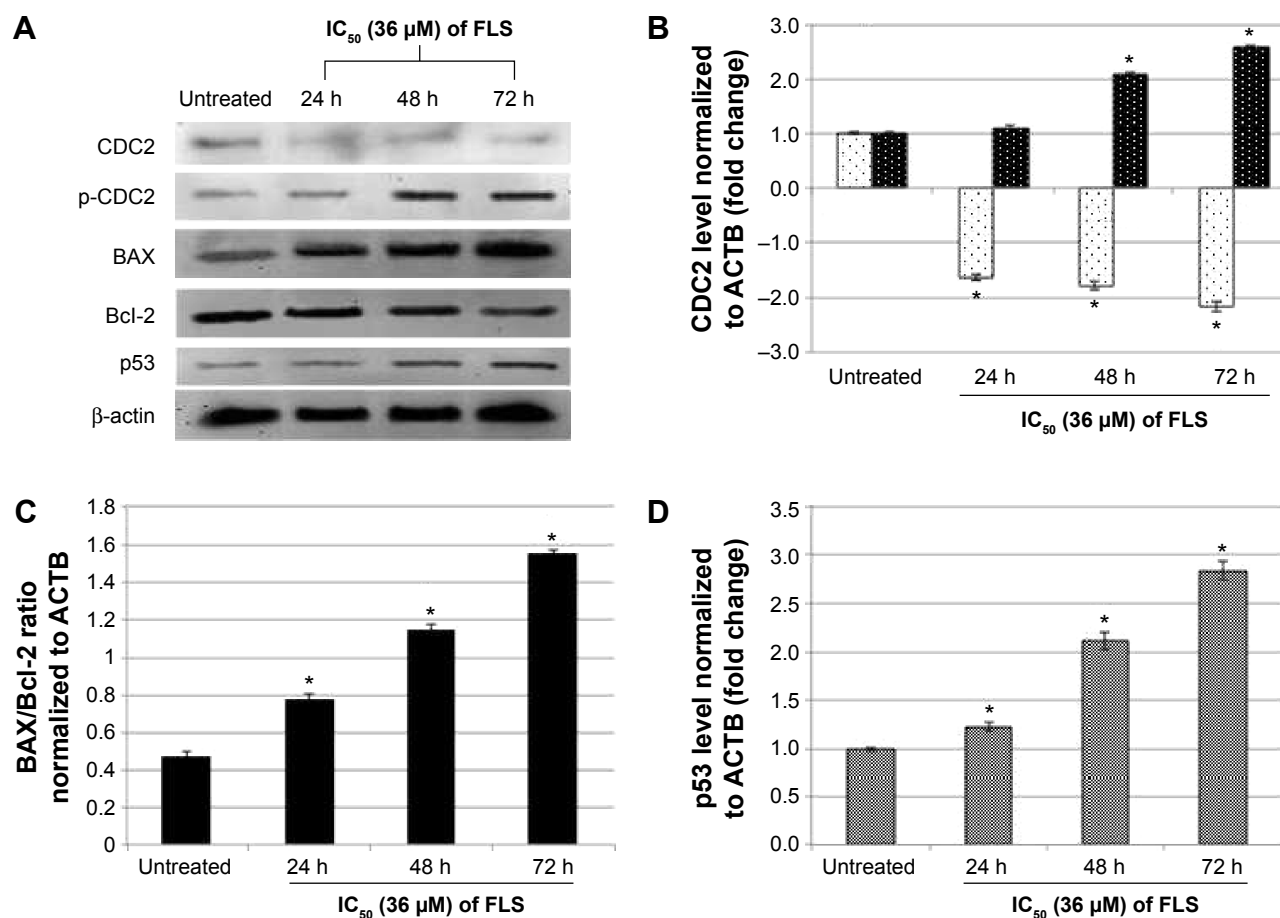 A
IC50 (36 µM) of FLS
Untreated 24 h 48 h 72 h
CDC2
p-CDC2
BAX
Bcl-2
p53
β-actin
B
CDC2 level normalized
to ACTB (fold change)
3.0
2.0
1.0
0.0
–1.0
–2.0
–3.0
* *
* * *
Untreated 24 h 48 h 72 h
IC50 (36 µM) of FLS
C
BAX/Bcl-2 ratio
normalized to ACTB
1.8
1.6
1.4
1.2
1
0.8
0.6
0.4
0.2
0
* * *
Untreated 24 h 48 h 72 h
IC50 (36 µM) of FLS
D
p53 level normalized
to ACTB (fold change)
3.5
3.0
2.5
2.0
1.5
1.0
0.5
0.0
* * *
Untreated 24 h 48 h 72 h
IC50 (36 µM) of FLS